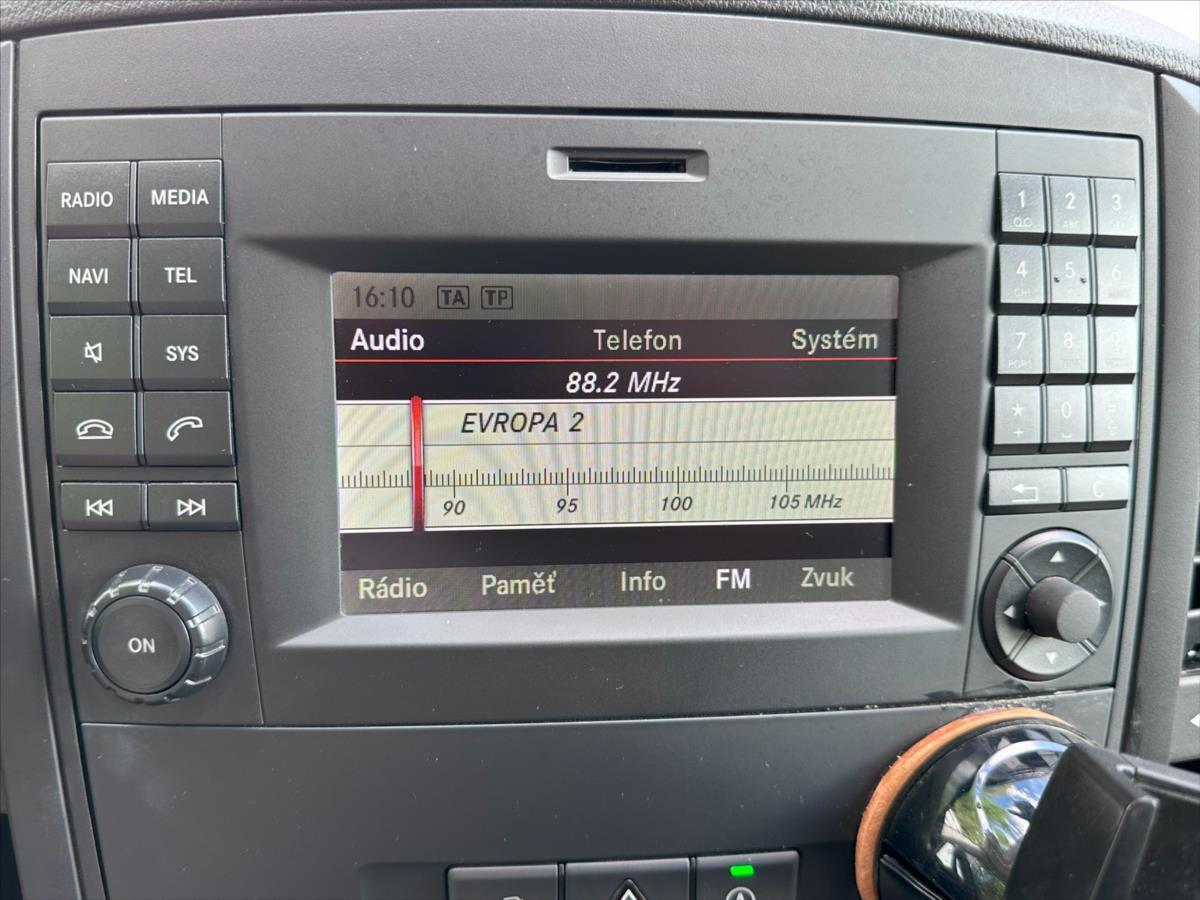 RADIO MEDIA
NAVI TEL
SYS
ON
16:10 TA TP
Audio Telefon Systém
88.2 MHz
EVROPA 2
90 95 100 105 MHz
Rádio Paměť Info FM Zvuk
1 2 3
4 5 6
7 8 9
* 0 #
C